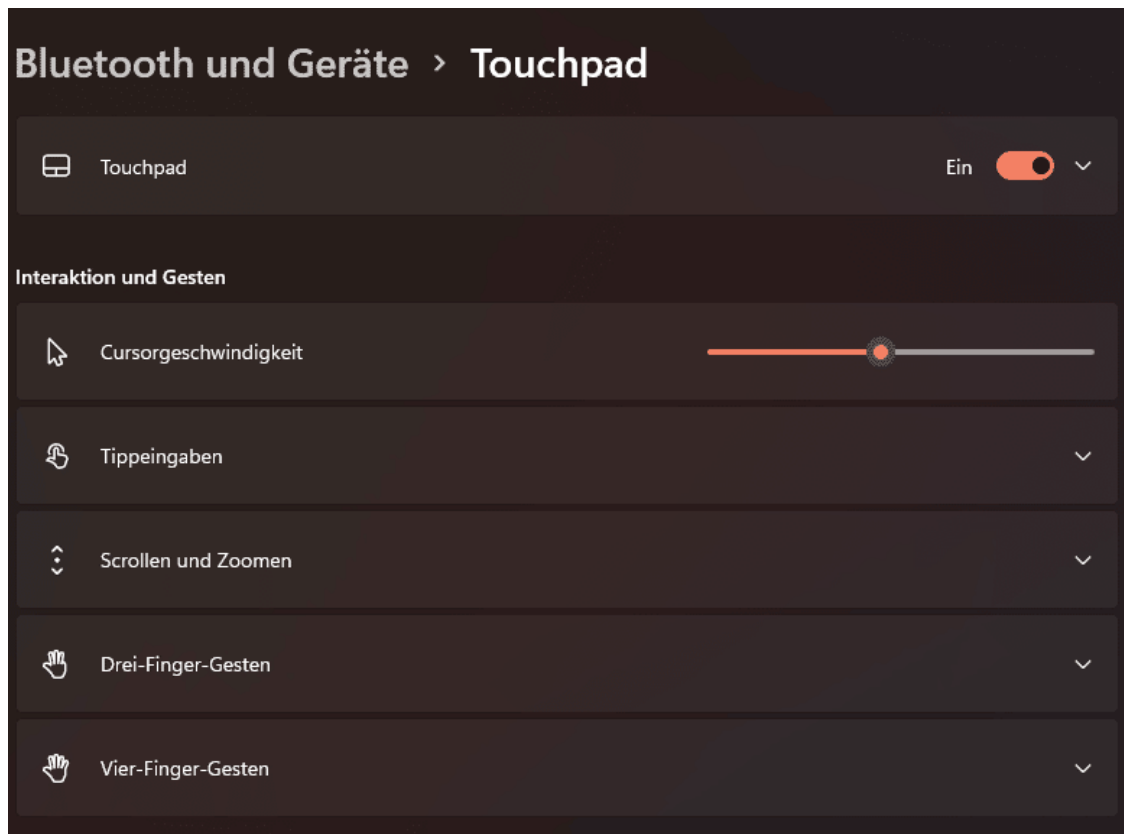 Bluetooth und Geräte > Touchpad
Touchpad Ein
Interaktion und Gesten
Cursorgeschwindigkeit
Tippeingaben
Scrollen und Zoomen
Drei-Finger-Gesten
Vier-Finger-Gesten